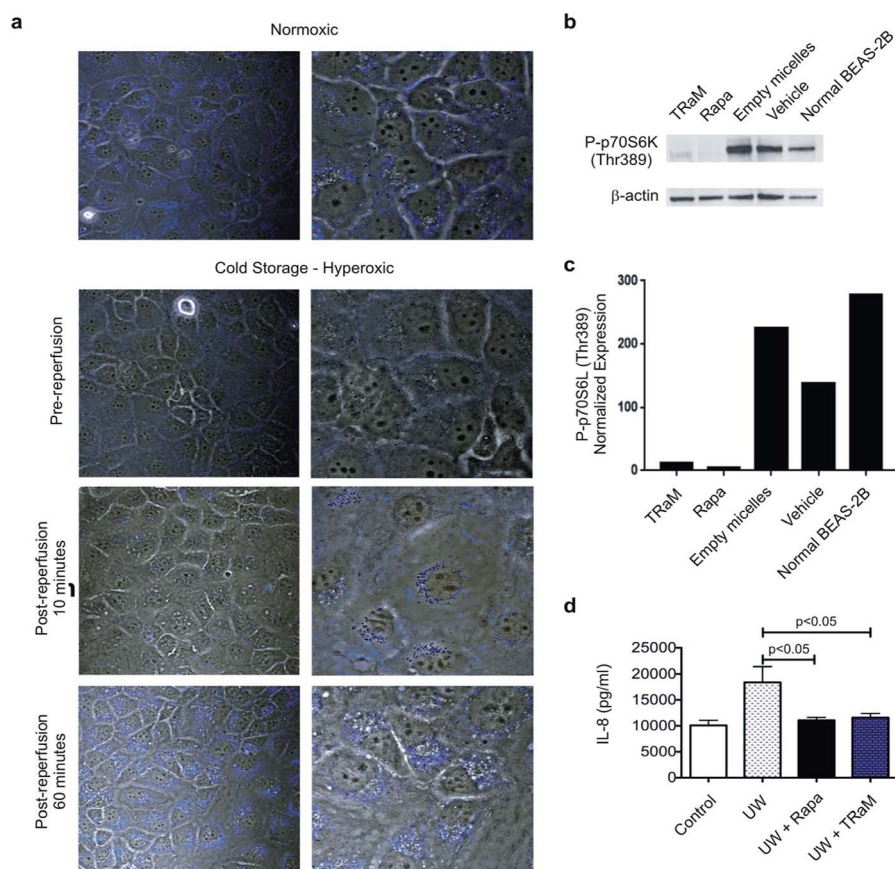 a
Normoxic
Cold Storage - Hyperoxic
Pre-reperfusion
Post-reperfusion
10 minutes
Post-reperfusion
60 minutes
b
TRaM
Rapa
Empty micelles
Vehicle
Normal BEAS-2B
P-p70S6K
(Thr389)
β-actin
c
P-p70S6L (Thr389)
Normalized Expression
300
200
100
0
TRaM
Rapa
Empty micelles
Vehicle
Normal BEAS-2B
d
IL-8 (pg/ml)
25000
20000
15000
10000
5000
0
p<0.05
p<0.05
Control
UW
UW + Rapa
UW + TRaM